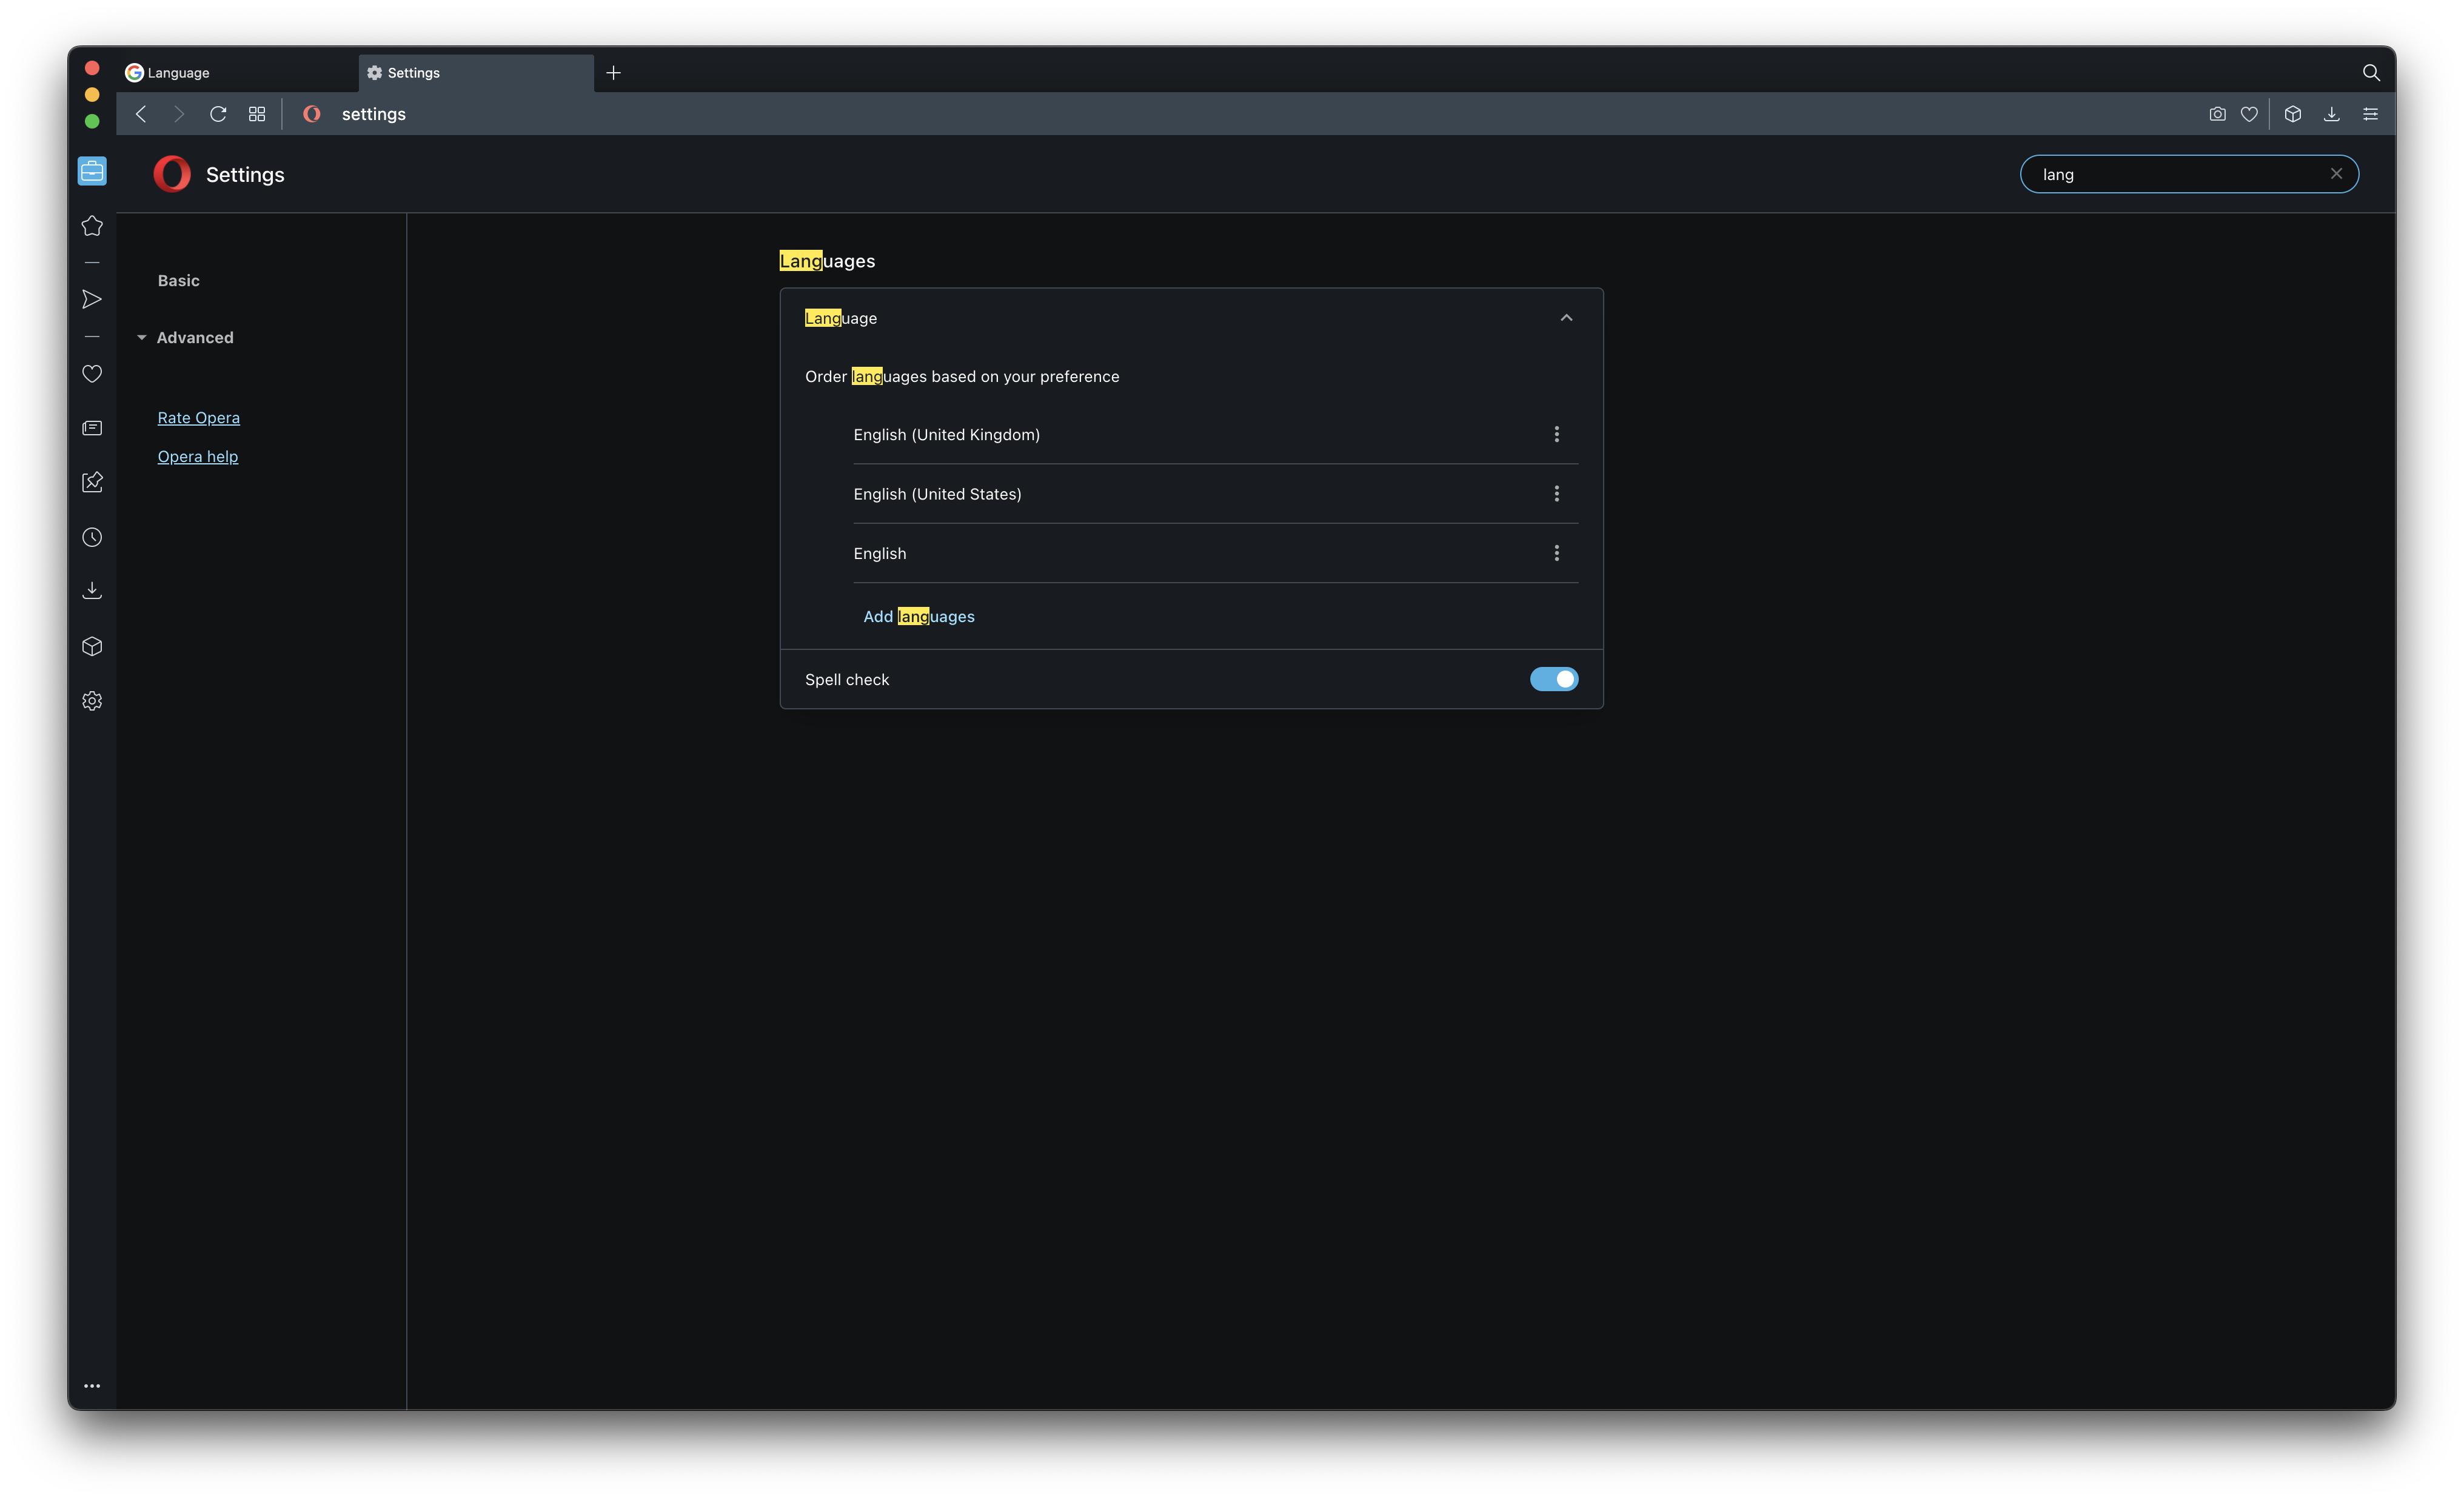 Language
Settings
settings
Settings
lang
Basic
Advanced
Rate Opera
Opera help
Languages
Language
Order languages based on your preference
English (United Kingdom)
English (United States)
English
Add languages
Spell check